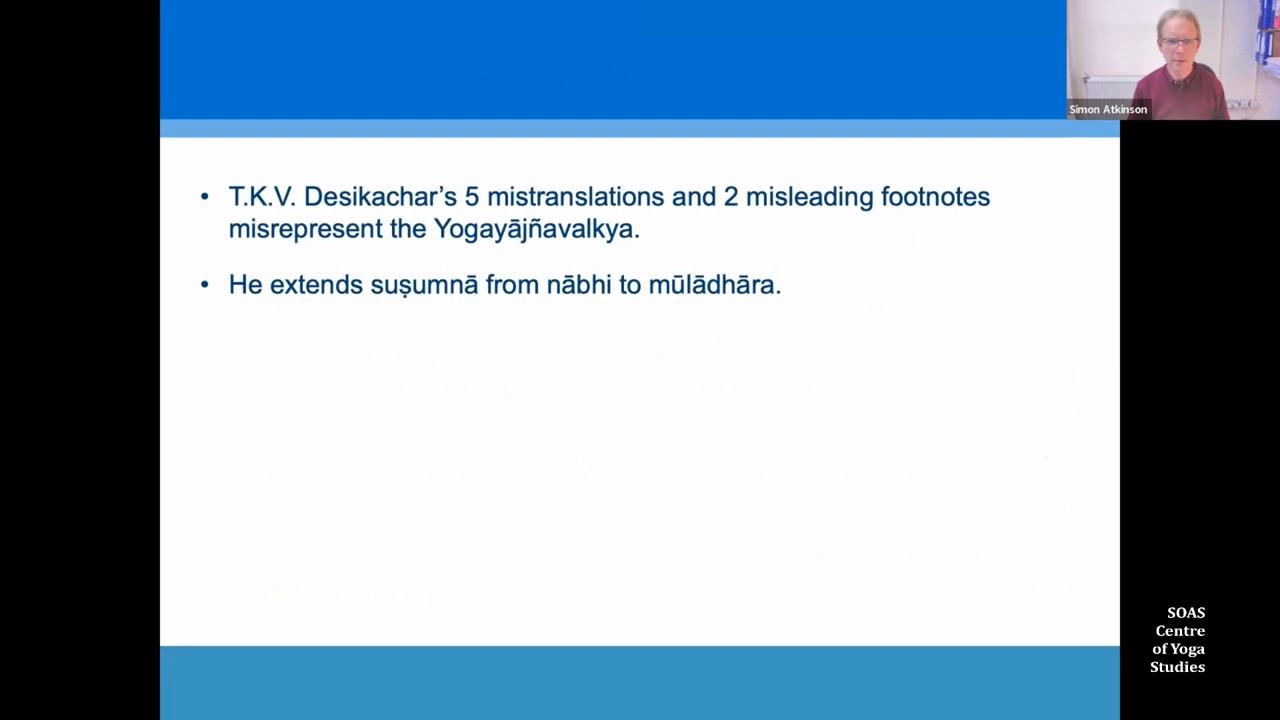 Simon Atkinson
• T.K.V. Desikachar’s 5 mistranslations and 2 misleading footnotes
misrepresent the Yogayājñavalkya.
• He extends suṣumnā from nābhi to mūlādhāra.
SOAS
Centre
of Yoga
Studies